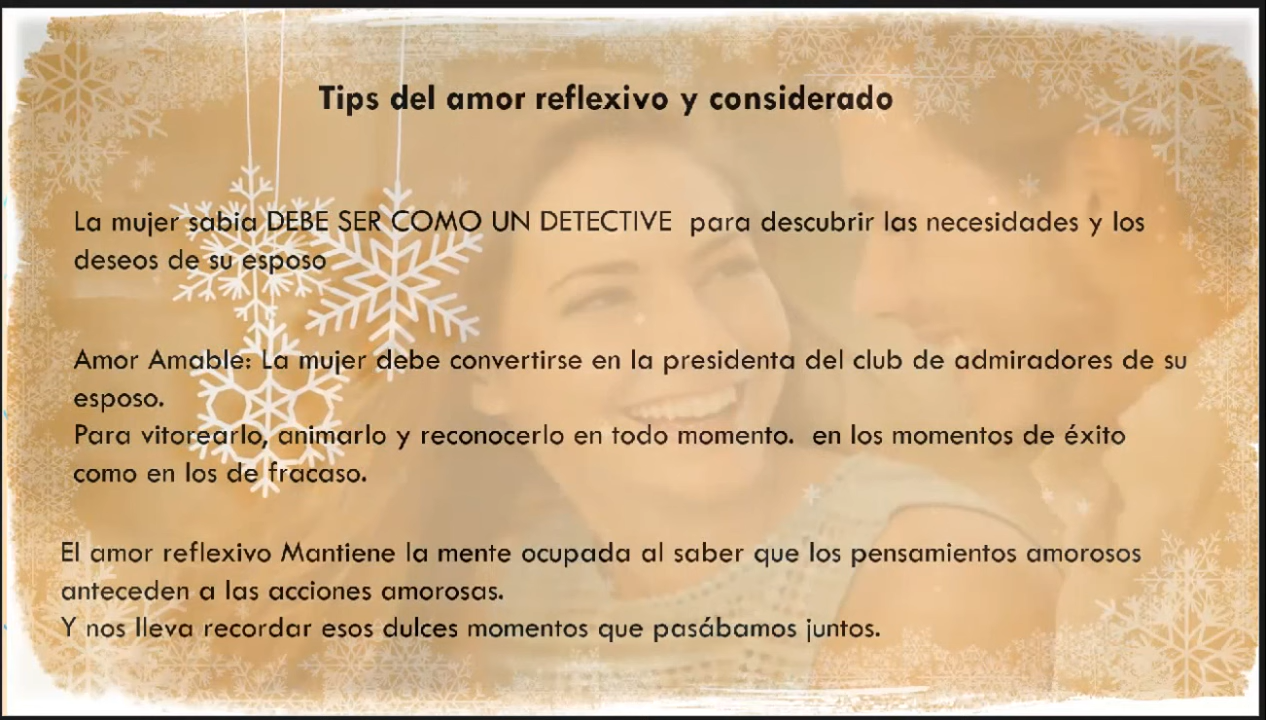 Tips del amor reflexivo y considerado
La mujer sabia DEBE SER COMO UN DETECTIVE para descubrir las necesidades y los
deseos de su esposo
Amor Amable: La mujer debe convertirse en la presidenta del club de admiradores de su
esposo.
Para vitorearlo, animarlo y reconocerlo en todo momento. en los momentos de éxito
como en los de fracaso.
El amor reflexivo Mantiene la mente ocupada al saber que los pensamientos amorosos
anteceden a las acciones amorosas.
Y nos lleva recordar esos dulces momentos que pasábamos juntos.